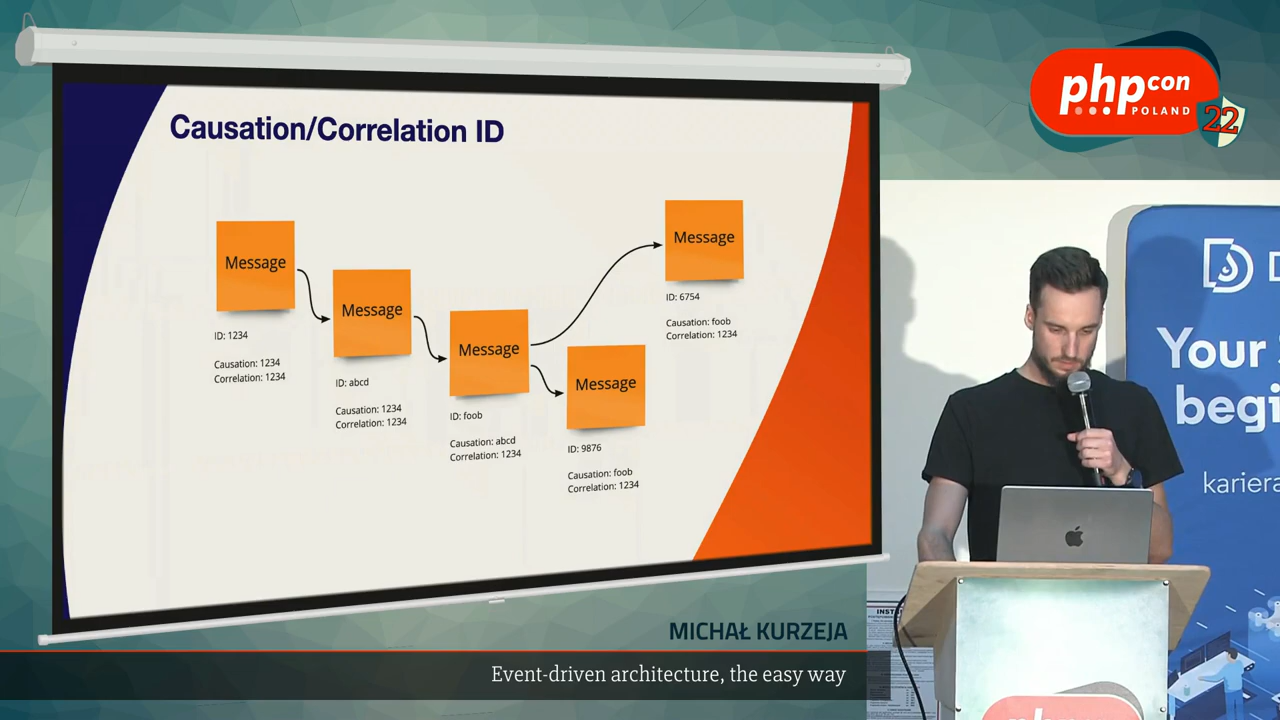 Causation/Correlation ID
Message
ID: 1234
Causation: 1234
Correlation: 1234
Message
ID: abcd
Causation: 1234
Correlation: 1234
Message
ID: foob
Causation: abcd
Correlation: 1234
Message
ID: 9876
Causation: foob
Correlation: 1234
Message
ID: 6754
Causation: foob
Correlation: 1234
phpcon
POLAND
22
Your
begi
kariera
MICHAŁ KURZEJA
Event-driven architecture, the easy way